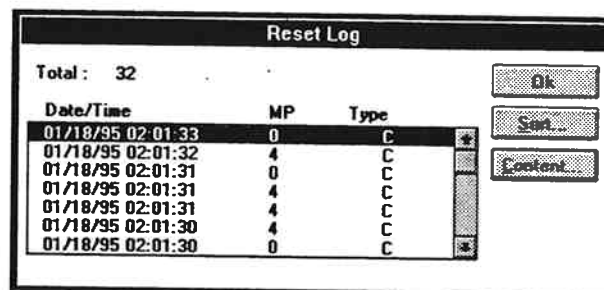 Reset Log
Total : 32
Ok
Date/Time MP Type
Sort...
01/18/95 02:01:33 0 C
01/18/95 02:01:32 4 C
Content...
01/18/95 02:01:31 0 C
01/18/95 02:01:31 4 C
01/18/95 02:01:31 4 C
01/18/95 02:01:30 4 C
01/18/95 02:01:30 0 C